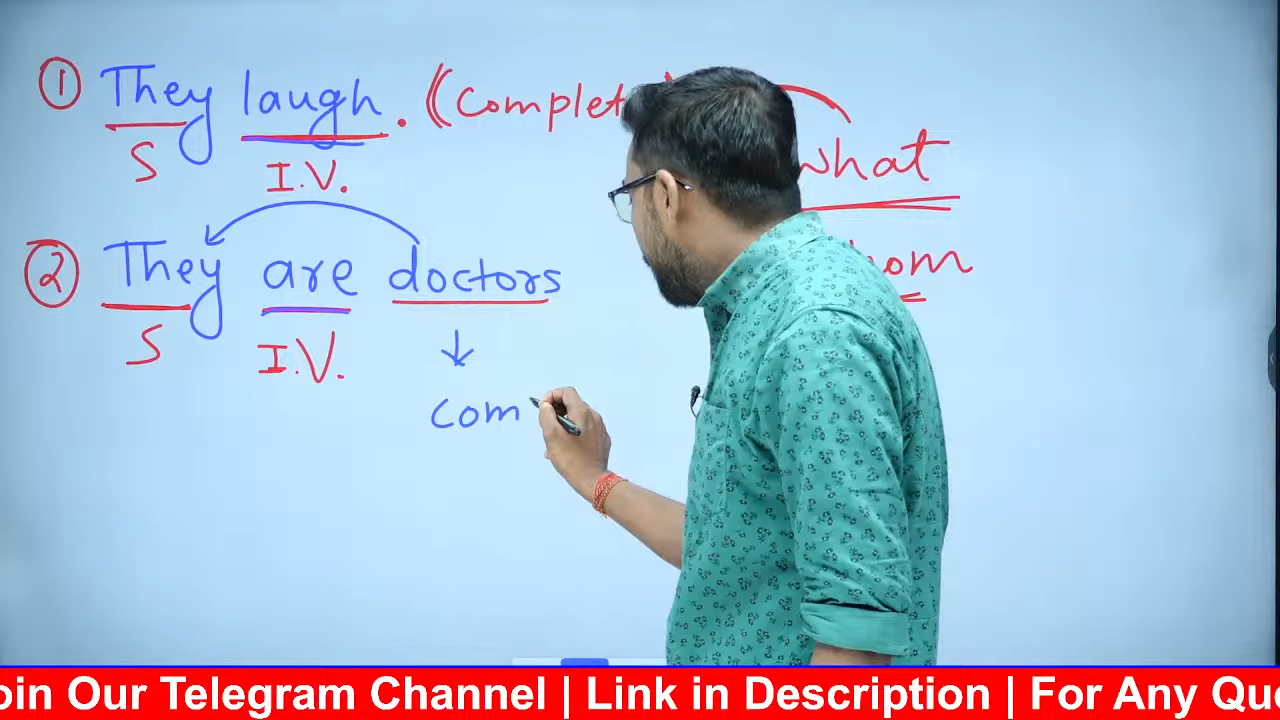 ① They laugh. (Complet
S I.V. what
② They are doctors
S I.V.
com
oin Our Telegram Channel | Link in Description | For Any Que